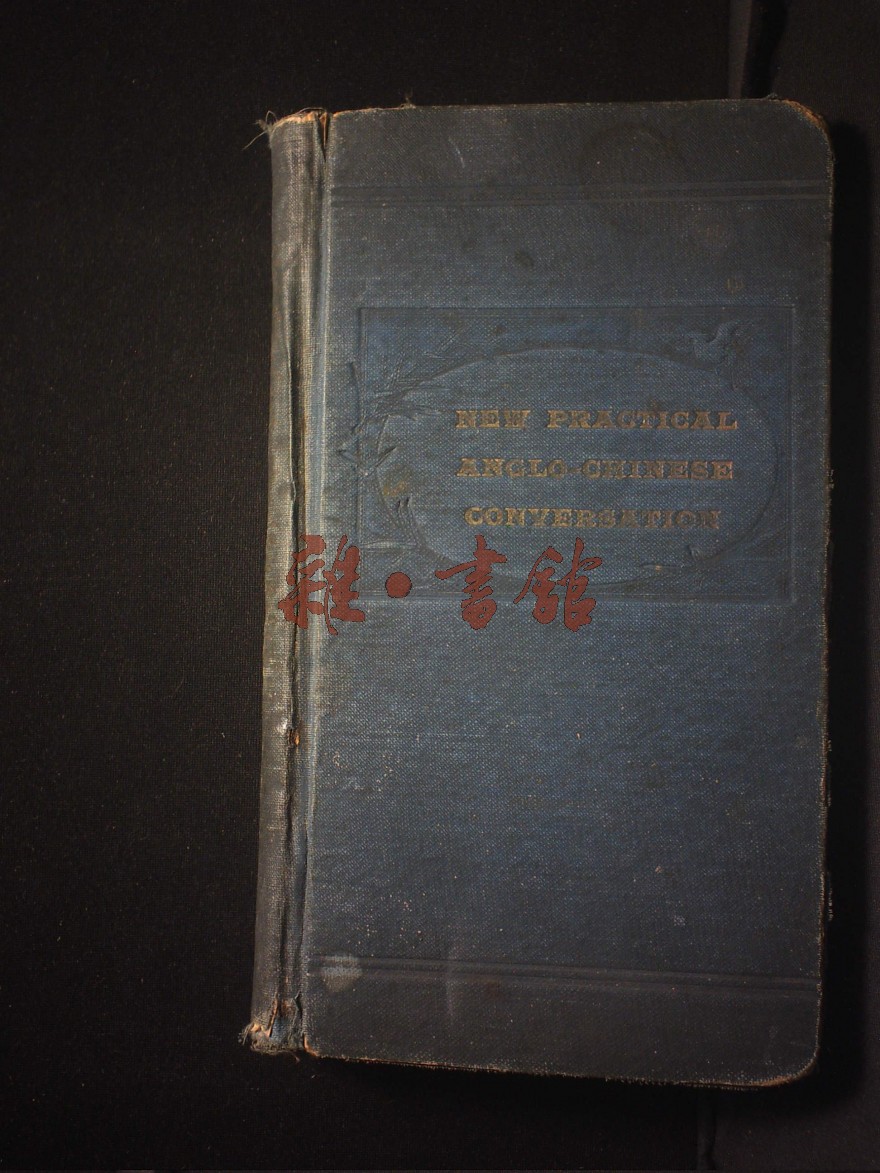 NEW PRACTICAL
ANGLO-CHINESE
CONVERSATION
雜·書館